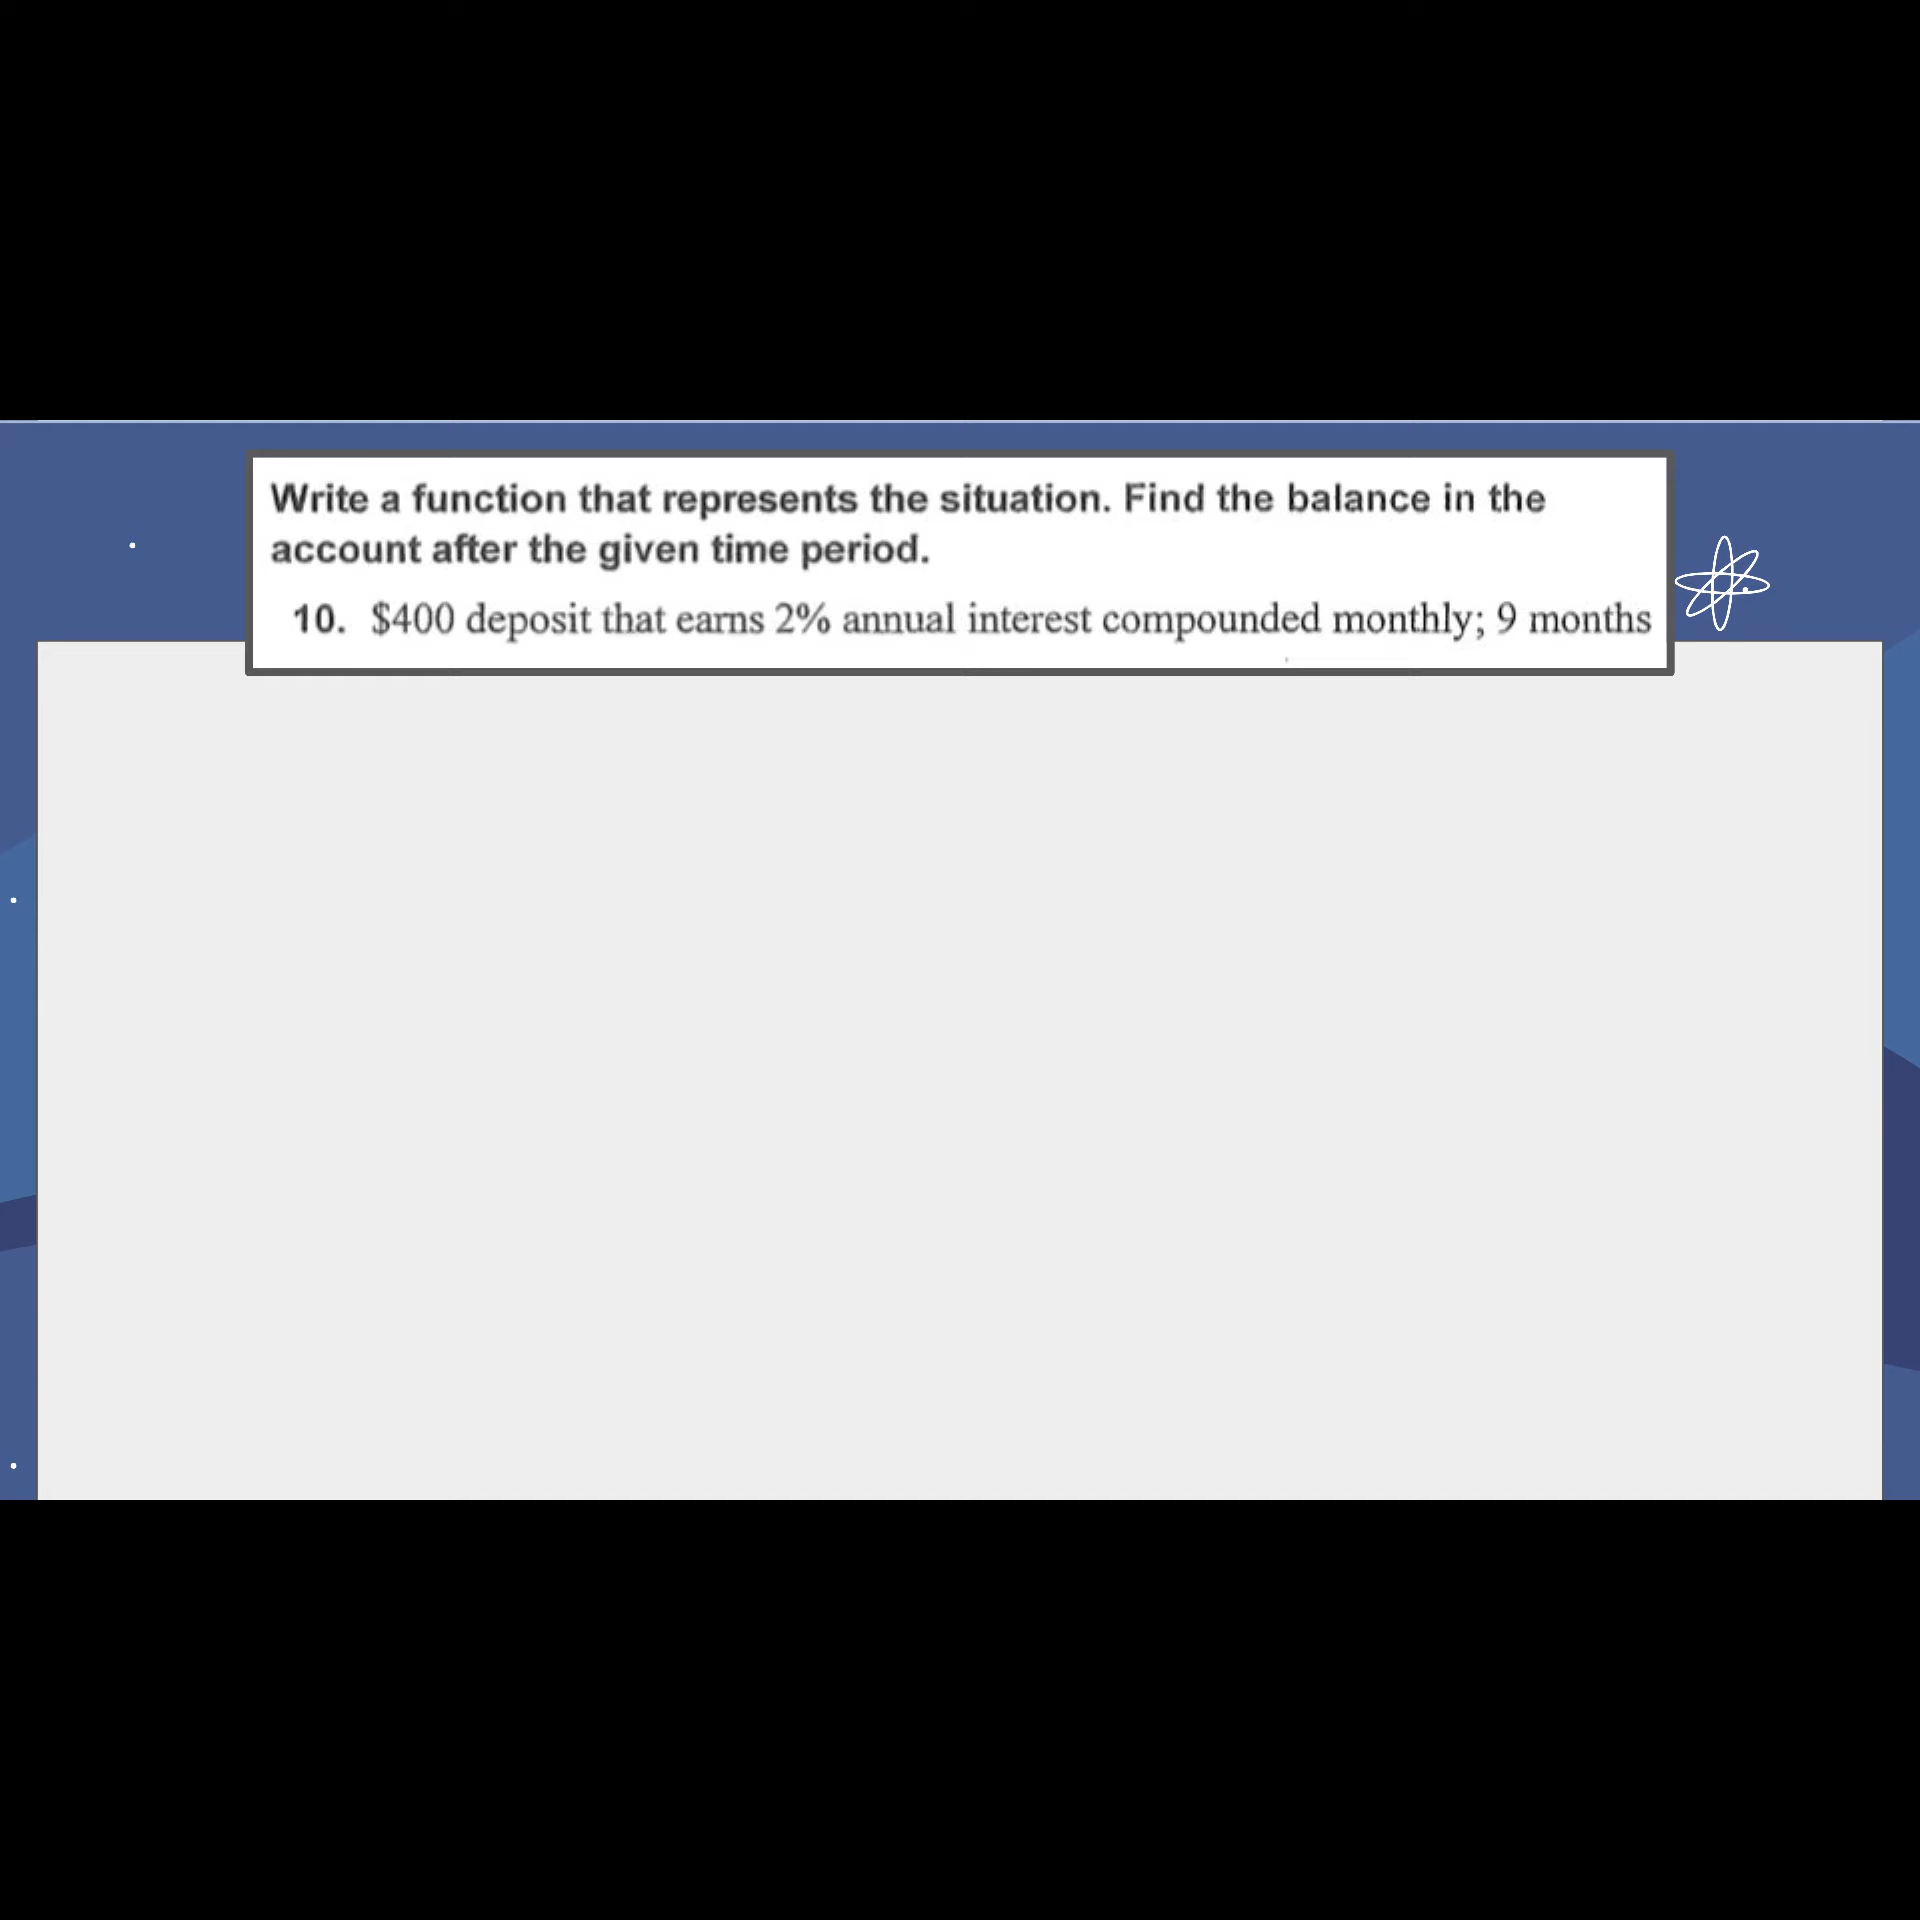 Write a function that represents the situation. Find the balance in the
account after the given time period.
10. $400 deposit that earns 2% annual interest compounded monthly; 9 months